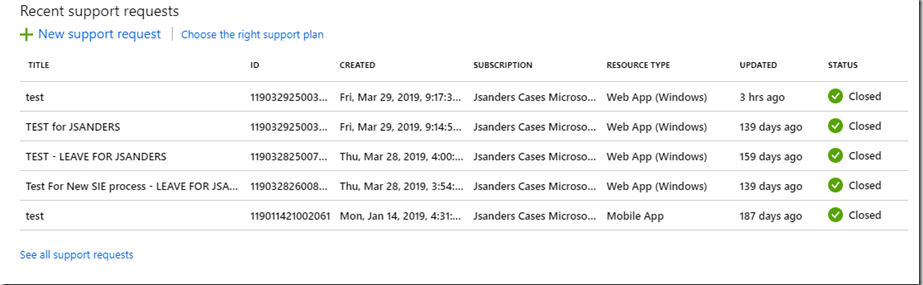 Recent support requests
New support request Choose the right support plan
TITLE ID CREATED SUBSCRIPTION RESOURCE TYPE UPDATED STATUS
test 119032925003... Fri, Mar 29, 2019, 9:17:3... Jsanders Cases Microso... Web App (Windows) 3 hrs ago Closed
TEST for JSANDERS 119032925003... Fri, Mar 29, 2019, 9:14:5... Jsanders Cases Microso... Web App (Windows) 139 days ago Closed
TEST - LEAVE FOR JSANDERS 119032825007... Thu, Mar 28, 2019, 4:00:... Jsanders Cases Microso... Web App (Windows) 159 days ago Closed
Test For New SIE process - LEAVE FOR JSA... 119032826008... Thu, Mar 28, 2019, 3:54:... Jsanders Cases Microso... Web App (Windows) 139 days ago Closed
test 119011421002061 Mon, Jan 14, 2019, 4:31:... Jsanders Cases Microso... Mobile App 187 days ago Closed
See all support requests